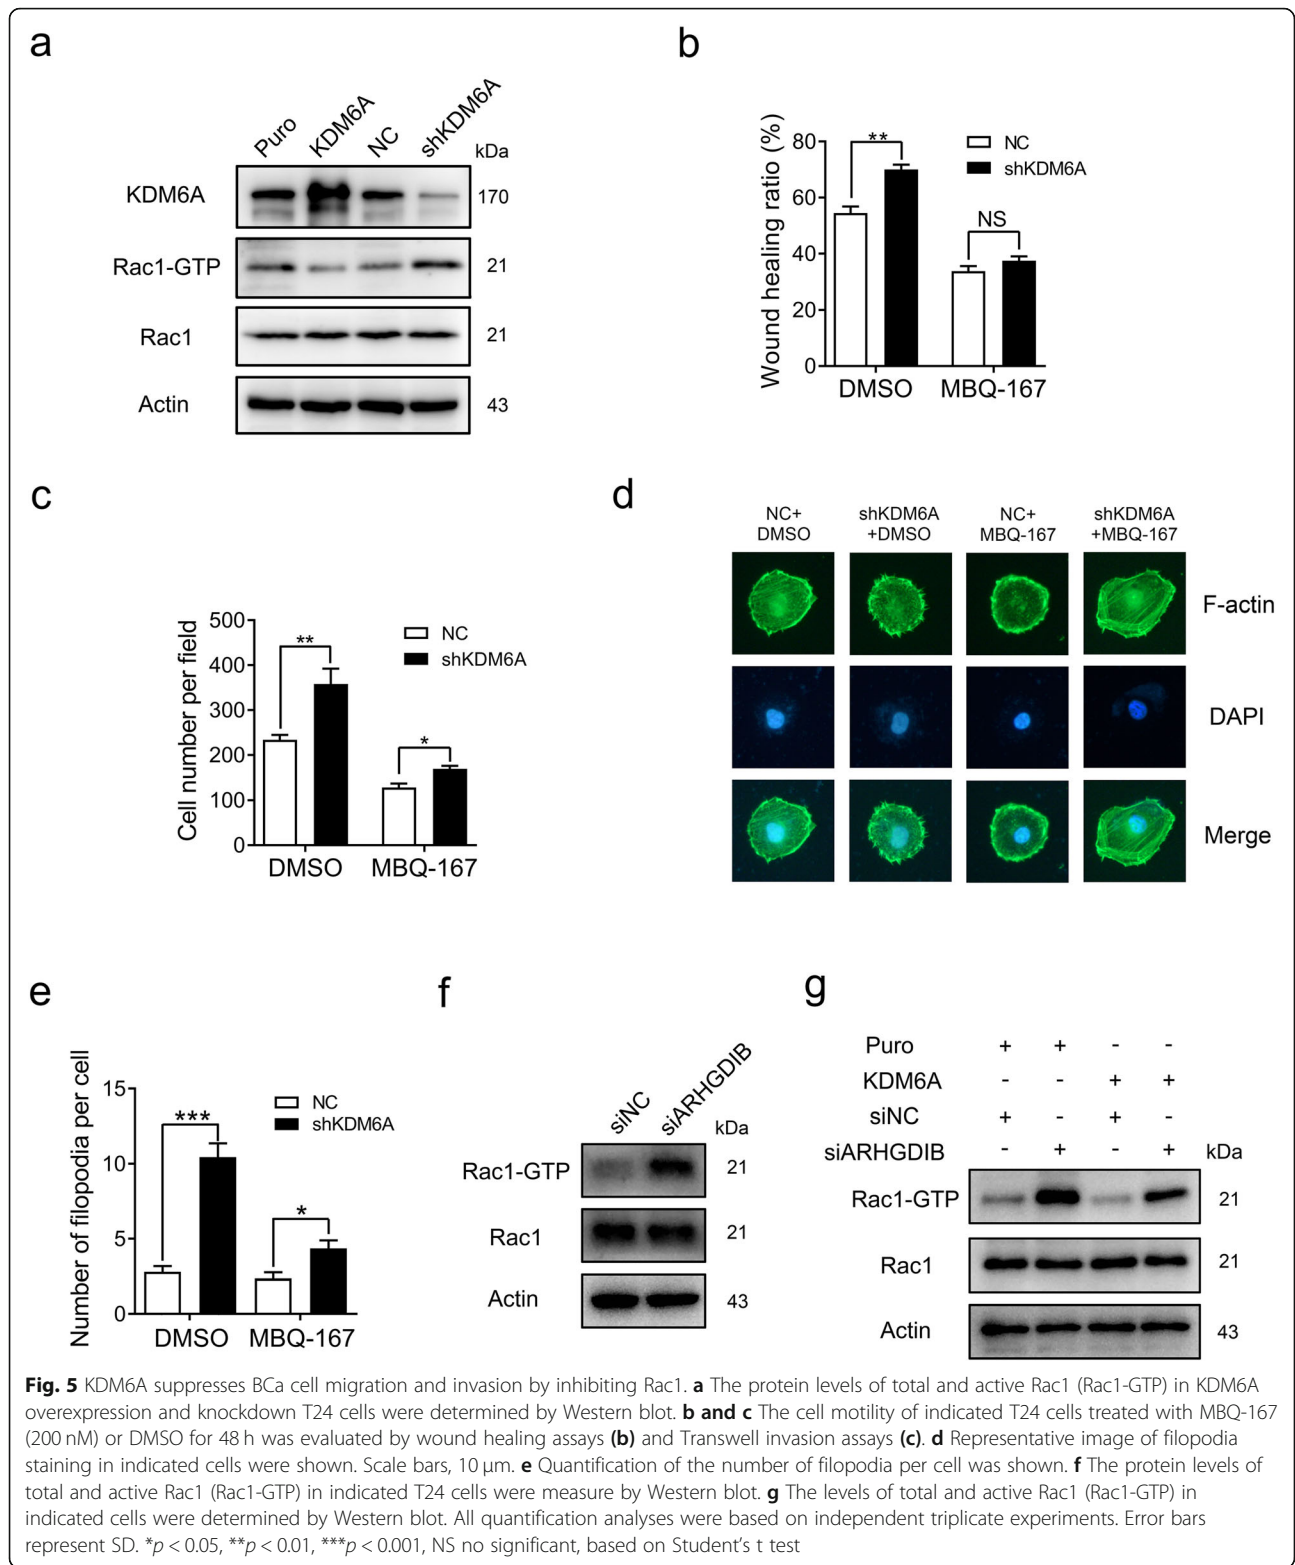 a
Puro KDM6A NC shKDM6A
kDa
KDM6A 170
Rac1-GTP 21
Rac1 21
Actin 43
b
Wound healing ratio (%)
80
60
40
20
0
**
NS
NC
shKDM6A
DMSO MBQ-167
c
Cell number per field
500
400
300
200
100
0
**
*
NC
shKDM6A
DMSO MBQ-167
d
NC+ shKDM6A NC+ shKDM6A
DMSO +DMSO MBQ-167 +MBQ-167
F-actin
DAPI
Merge
e
Number of filopodia per cell
15
10
5
0
***
*
NC
shKDM6A
DMSO MBQ-167
f
siNC siARHGDIB
kDa
Rac1-GTP 21
Rac1 21
Actin 43
g
Puro + + - -
KDM6A - - + +
siNC + - + -
siARHGDIB - + - + kDa
Rac1-GTP 21
Rac1 21
Actin 43
Fig. 5 KDM6A suppresses BCa cell migration and invasion by inhibiting Rac1. a The protein levels of total and active Rac1 (Rac1-GTP) in KDM6A
overexpression and knockdown T24 cells were determined by Western blot. b and c The cell motility of indicated T24 cells treated with MBQ-167
(200 nM) or DMSO for 48 h was evaluated by wound healing assays (b) and Transwell invasion assays (c). d Representative image of filopodia
staining in indicated cells were shown. Scale bars, 10 μm. e Quantification of the number of filopodia per cell was shown. f The protein levels of
total and active Rac1 (Rac1-GTP) in indicated T24 cells were measure by Western blot. g The levels of total and active Rac1 (Rac1-GTP) in
indicated cells were determined by Western blot. All quantification analyses were based on independent triplicate experiments. Error bars
represent SD. *p < 0.05, **p < 0.01, ***p < 0.001, NS no significant, based on Student's t test